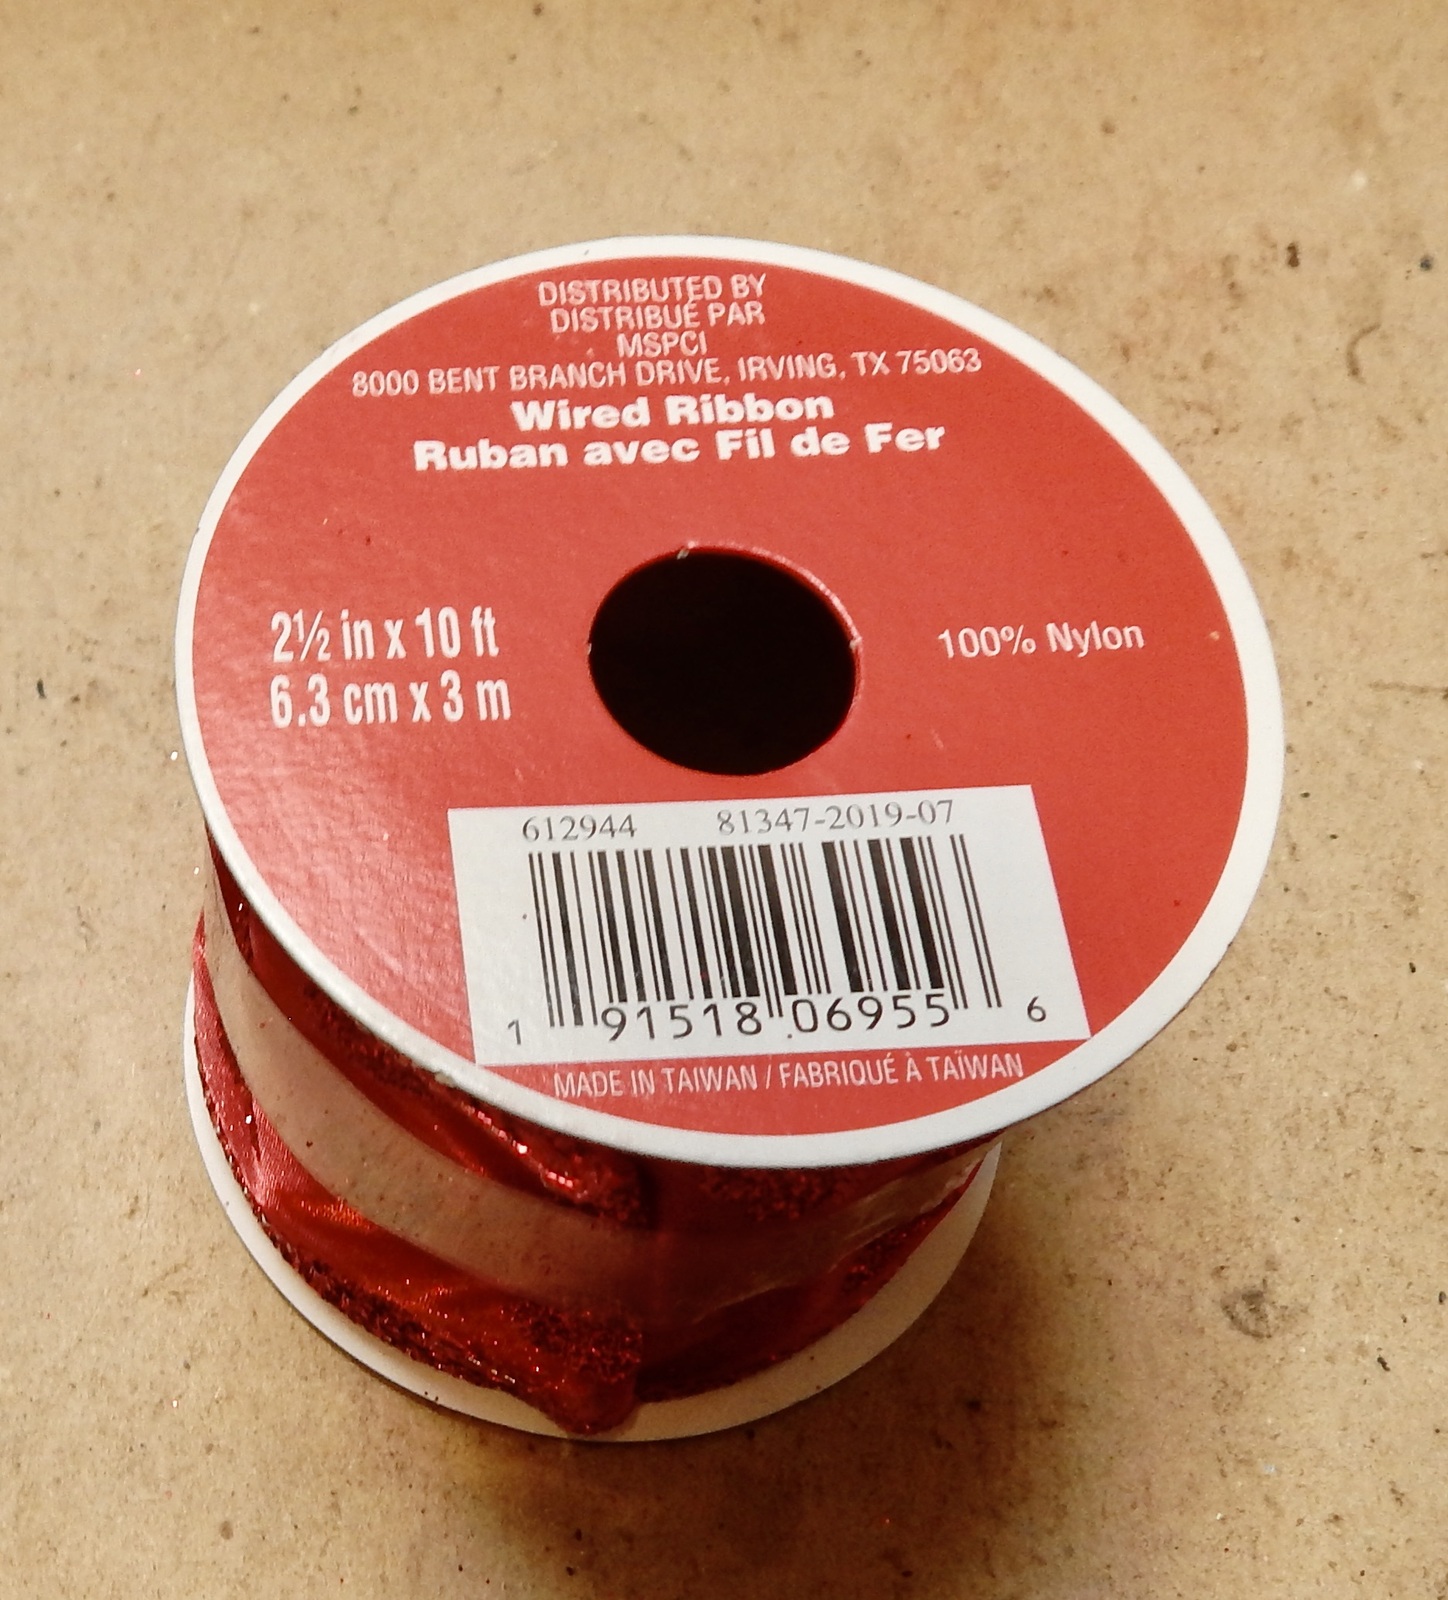 DISTRIBUTED BY
DISTRIBUÉ PAR
MSPCI
8000 BENT BRANCH DRIVE, IRVING, TX 75063
Wired Ribbon
Ruban avec Fil de Fer
2½ in x 10 ft
6.3 cm x 3 m
100% Nylon
612944 81347-2019-07
1 91518 06955 6
MADE IN TAIWAN / FABRIQUÉ À TAÏWAN